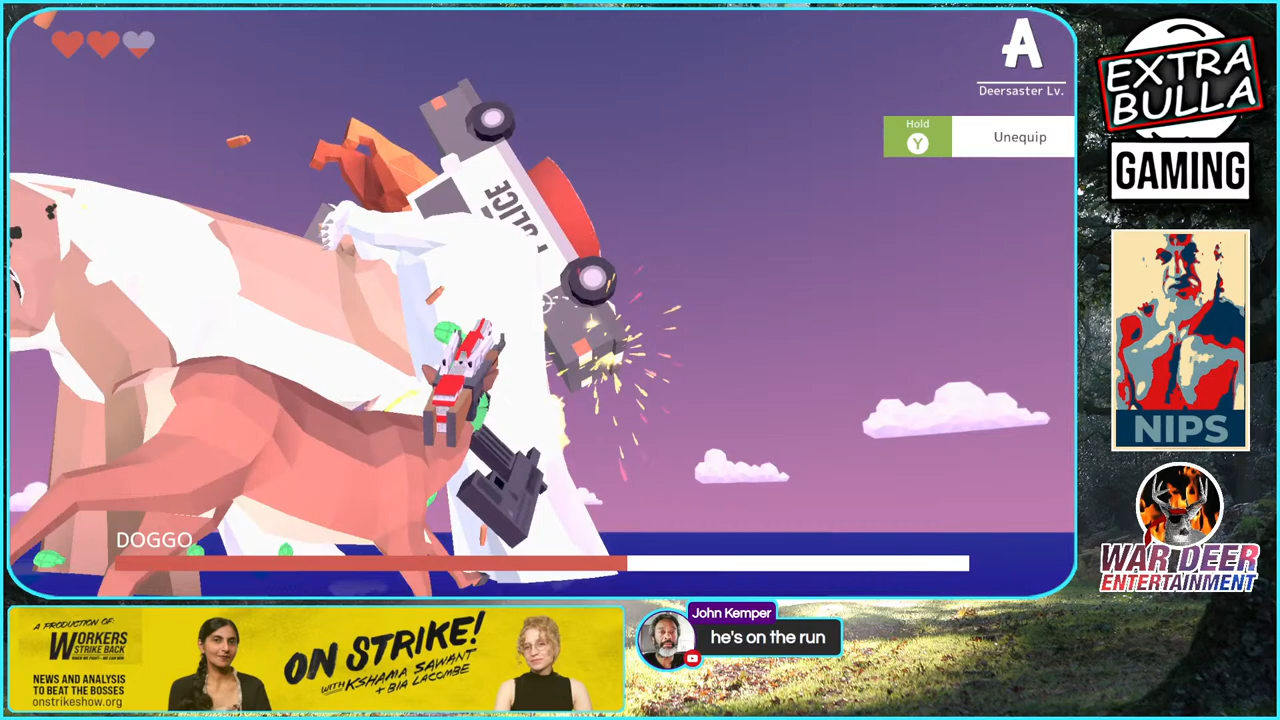 A
Deersaster Lv.
Hold
Y
Unequip
POLICE
DOGGO
EXTRA
BULLA
GAMING
NIPS
WAR DEER
ENTERTAINMENT
A PRODUCTION OF:
WORKERS
STRIKE BACK
NEWS AND ANALYSIS
TO BEAT THE BOSSES
onstrikeshow.org
ON STRIKE!
WITH KSHAMA SAWANT
+ BIA LACOMBE
John Kemper
he's on the run